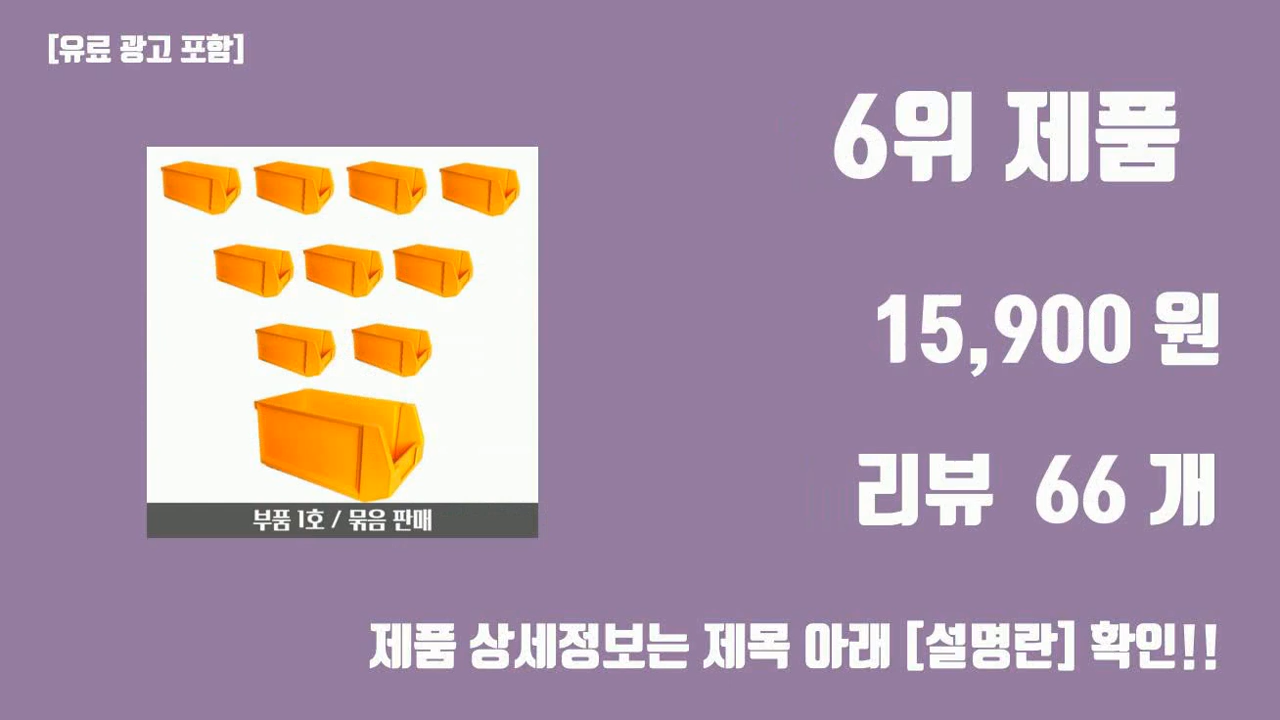 [유료 광고 포함]
6위 제품
15,900 원
리뷰 66 개
부품 1호 / 묶음 판매
제품 상세정보는 제목 아래 [설명란] 확인!!